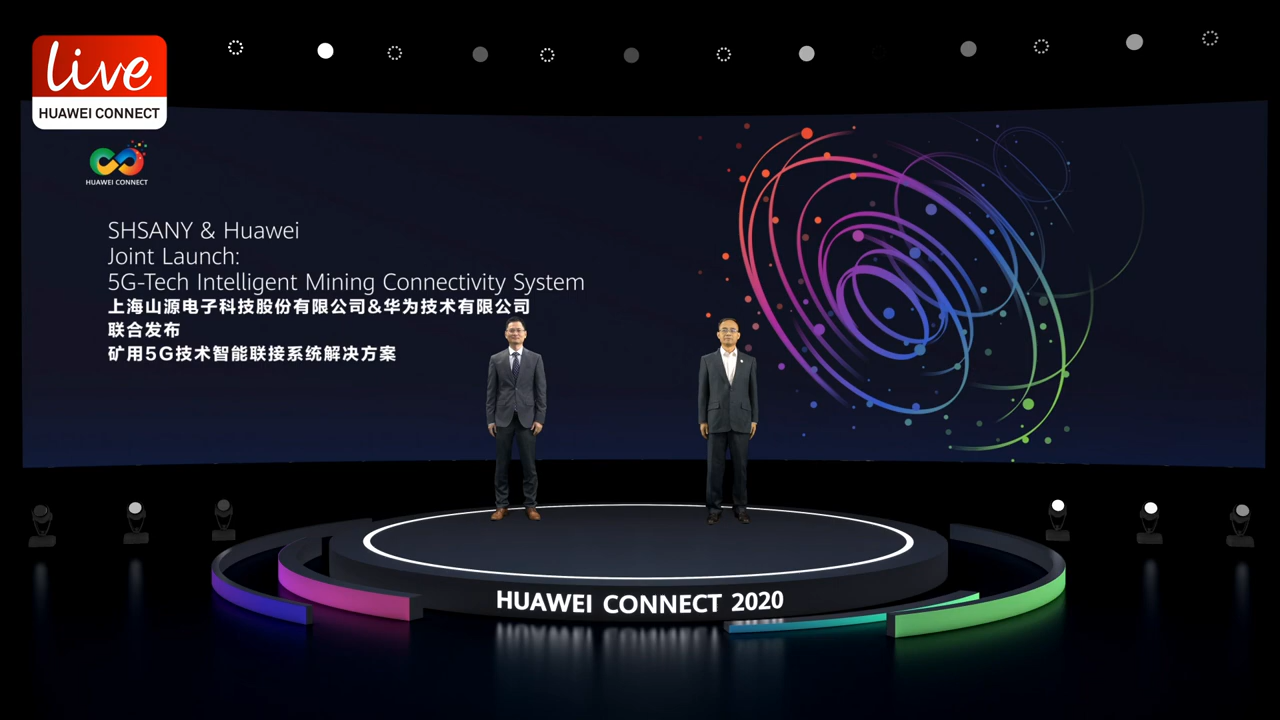 live
HUAWEI CONNECT
HUAWEI CONNECT
SHSANY & Huawei
Joint Launch:
5G-Tech Intelligent Mining Connectivity System
上海山源电子科技股份有限公司&华为技术有限公司
联合发布
矿用5G技术智能联接系统解决方案
HUAWEI CONNECT 2020